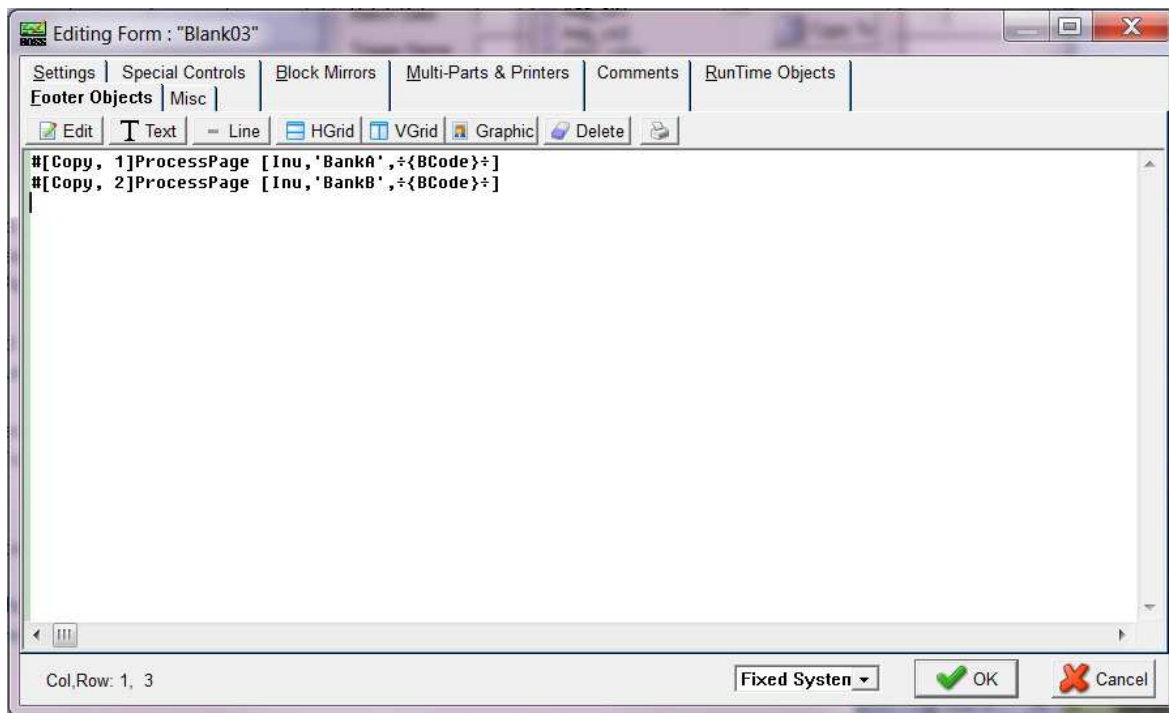 BOSS
Editing Form : "Blank03"
Settings Special Controls Block Mirrors Multi-Parts & Printers Comments RunTime Objects
Footer Objects Misc
Edit T Text Line HGrid VGrid Graphic Delete
#[Copy, 1]ProcessPage [Inu,'BankA',÷{BCode}÷]
#[Copy, 2]ProcessPage [Inu,'BankB',÷{BCode}÷]
Col,Row: 1, 3
Fixed System
OK
Cancel